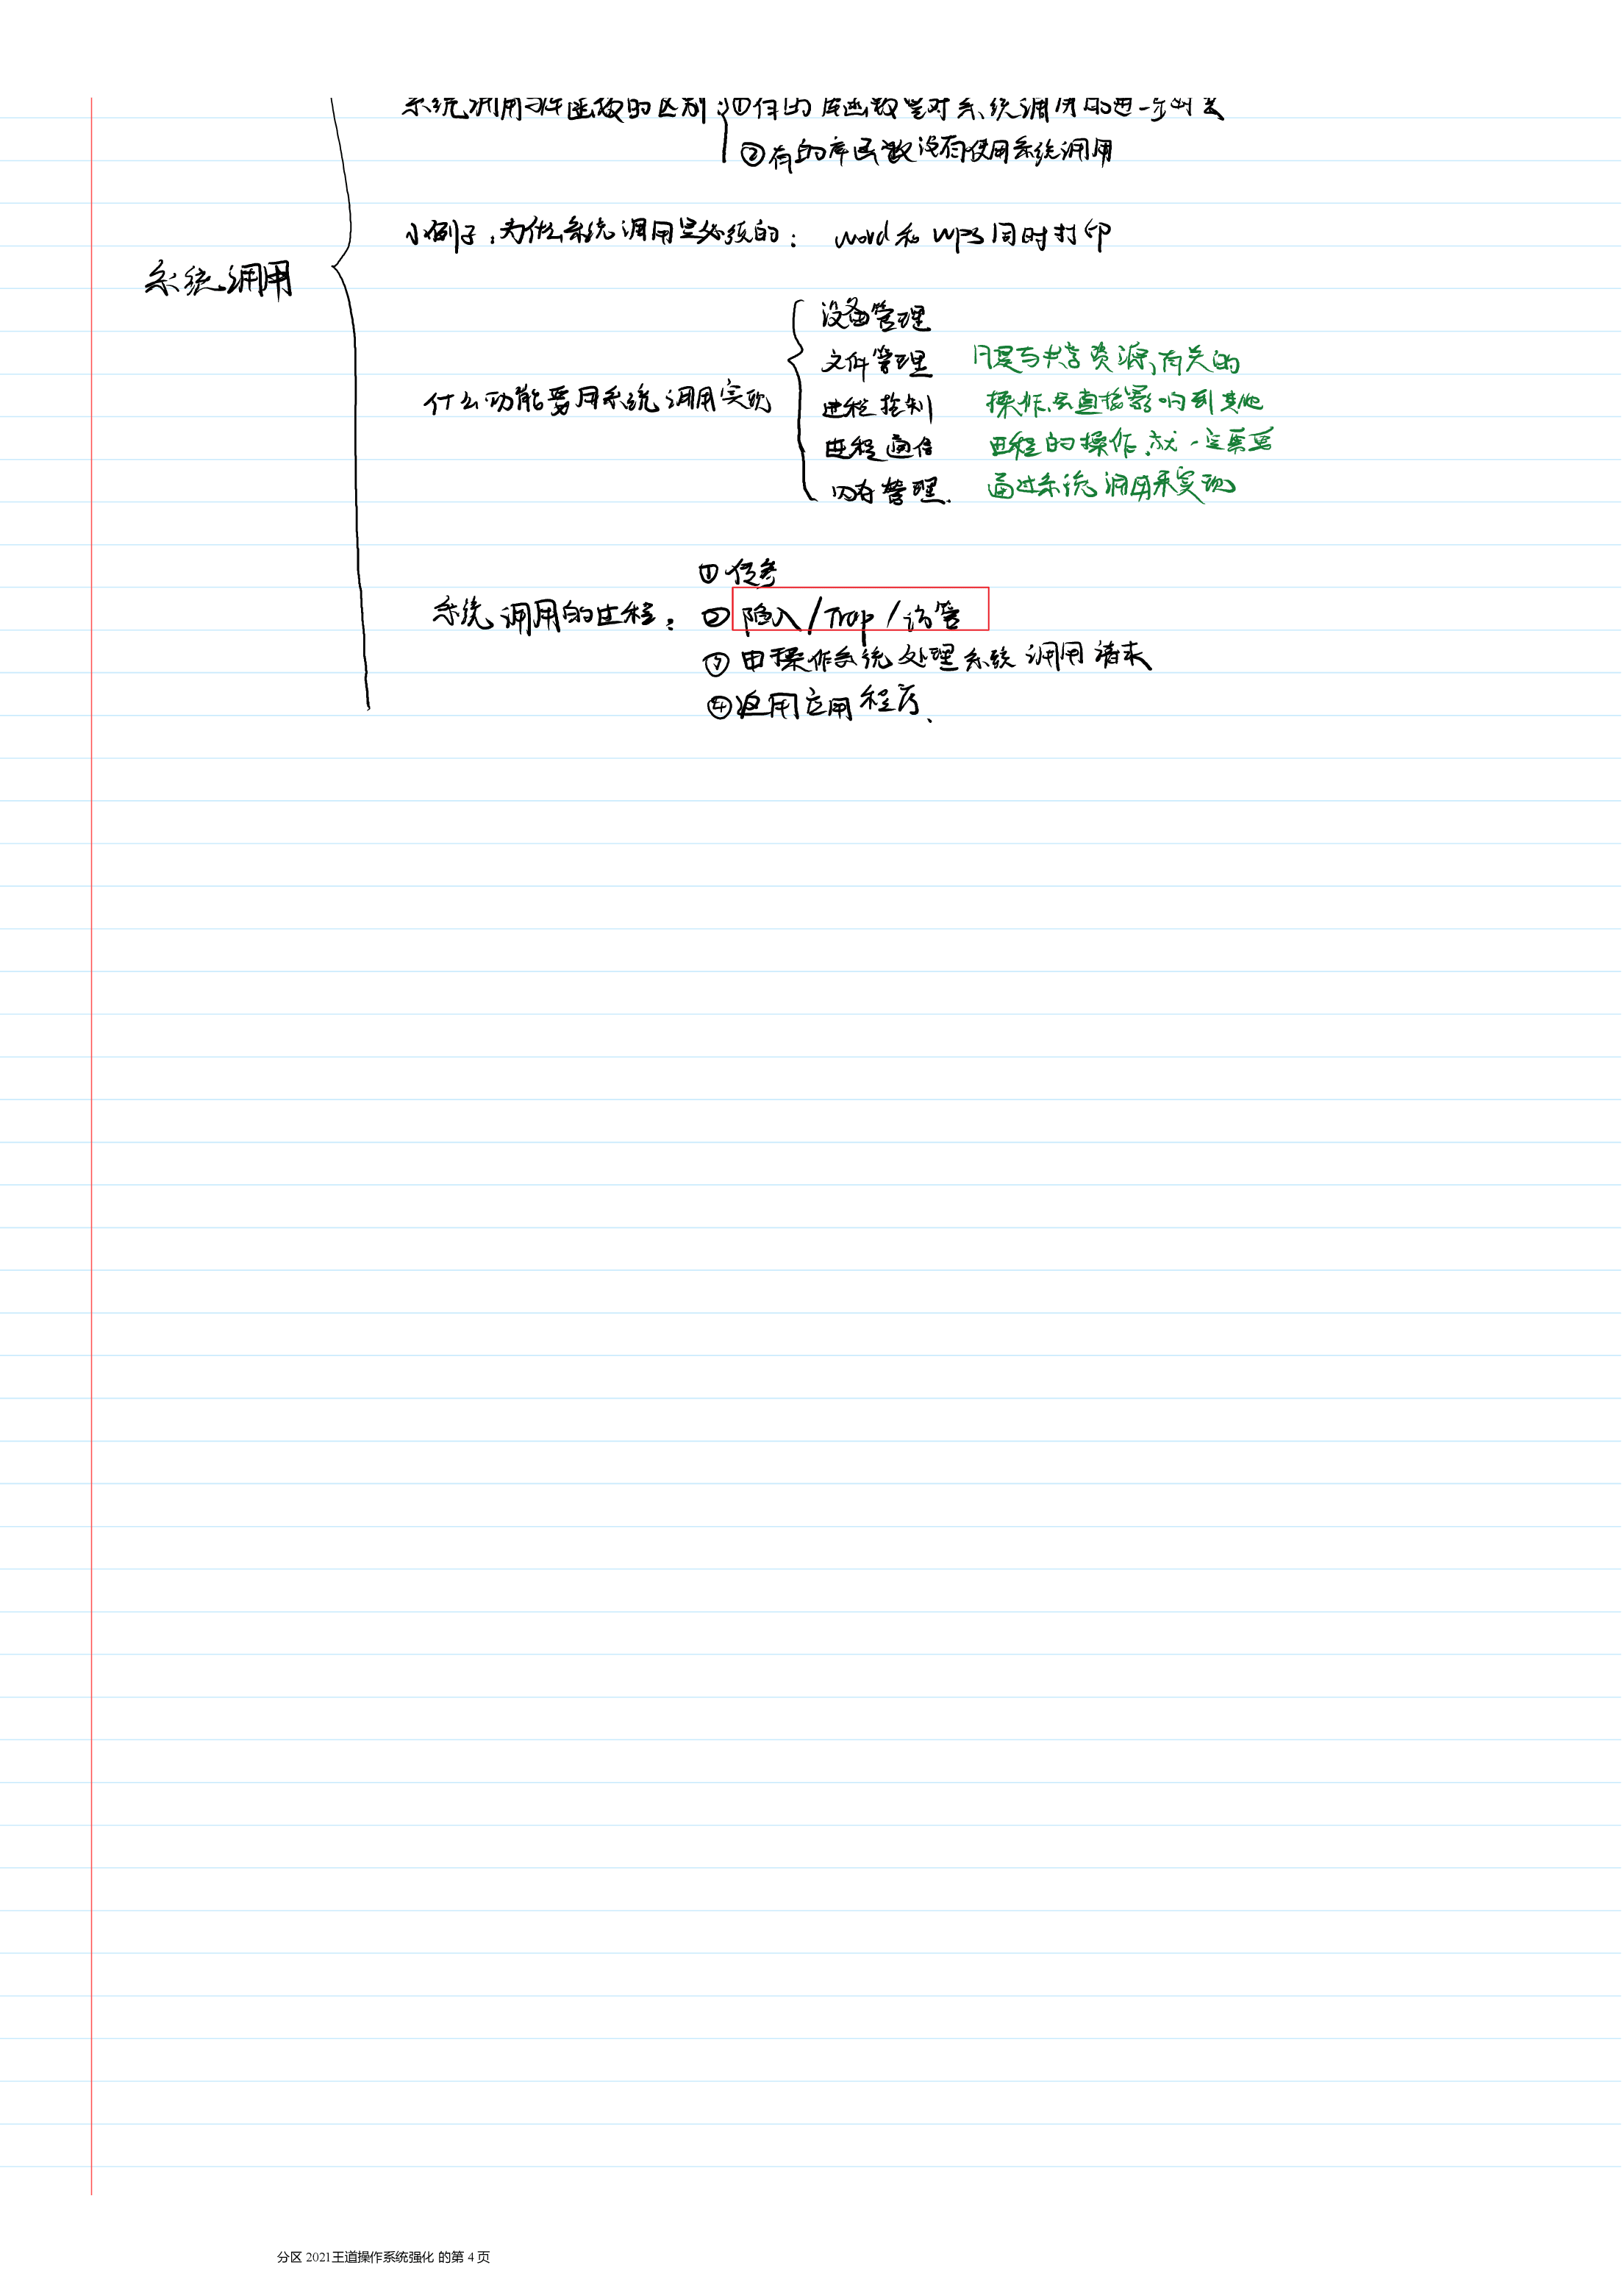 系统调用与库函数的区别 ①有的库函数是对系统调用的进一步封装
②有的库函数没有使用系统调用
小例子:为什么系统调用是必须的: word和WPS同时打印
系统调用
什么功能要用系统调用实现
设备管理
文件管理
进程控制
进程通信
内存管理.
凡是与共享资源有关的
操作、会直接影响到其他
进程的操作,就一定需要
通过系统调用来实现
系统调用的过程:
①传参
②陷入/Trap/访管
③由操作系统处理系统调用请求
④返回应用程序、
分区 2021王道操作系统强化 的第 4 页